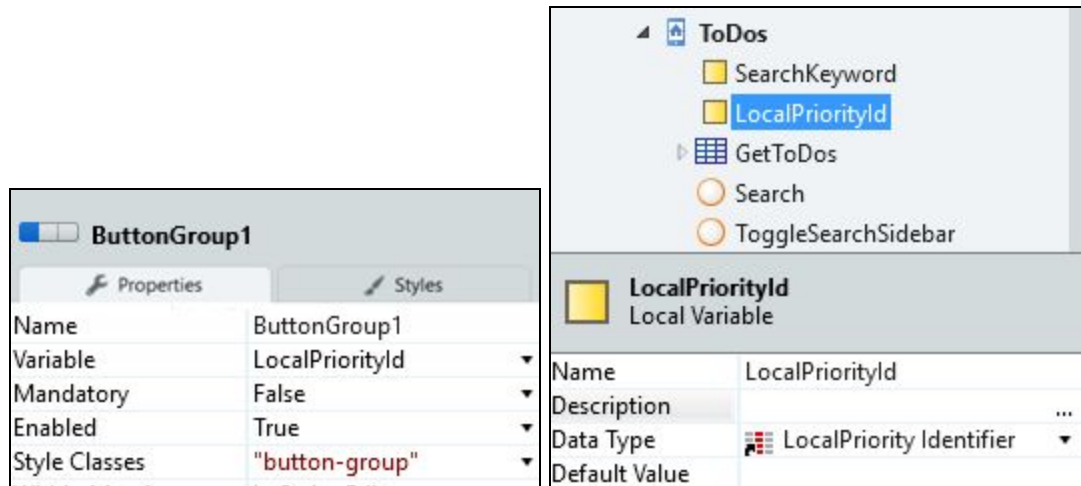 ButtonGroup1
Properties Styles
Name ButtonGroup1
Variable LocalPriorityId
Mandatory False
Enabled True
Style Classes "button-group"
ToDos
SearchKeyword
LocalPriorityId
GetToDos
Search
ToggleSearchSidebar
LocalPriorityId
Local Variable
Name LocalPriorityId
Description ...
Data Type LocalPriority Identifier
Default Value